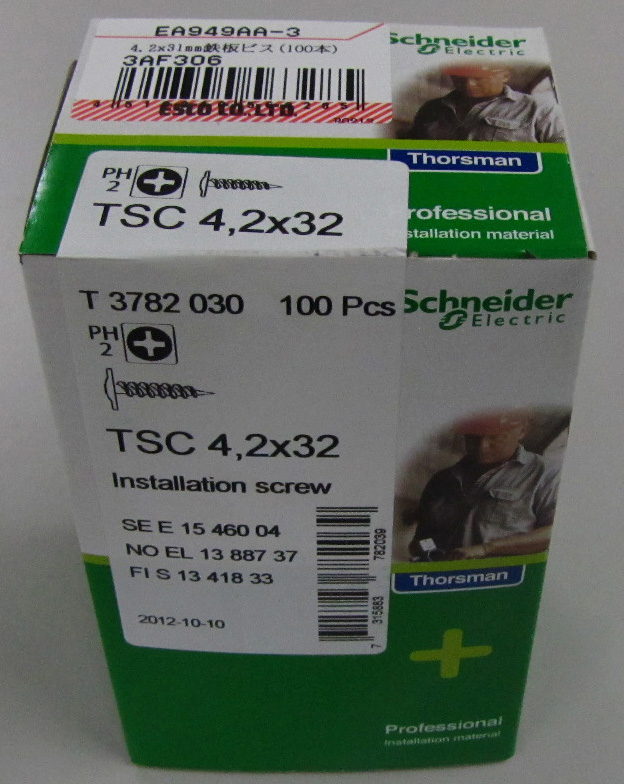 EA949AA-3
4.2x31mm鉄板ビス(100本)
3AF306
ESCO CO.,LTD.
Schneider
Electric
Thorsman
Professional
Installation material
PH
2
TSC 4,2x32
T 3782 030 100 Pcs
PH
2
TSC 4,2x32
Installation screw
SE E 15 460 04
NO EL 13 887 37
FI S 13 418 33
2012-10-10
7 315883 782039
Schneider
Electric
Thorsman
Professional
Installation material